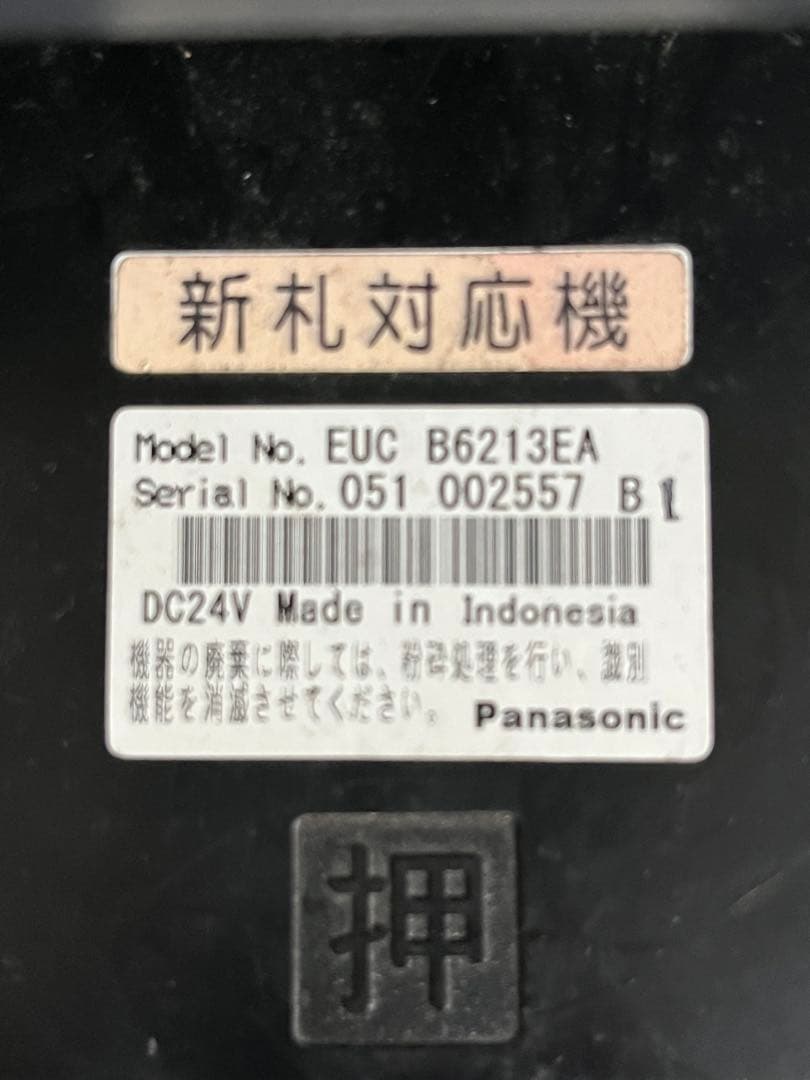 新札対応機
Model No. EUC B6213EA
Serial No. 051 002557 B 1
DC24V Made in Indonesia
機器の廃棄に際しては、粉砕処理を行い、識別
機能を消滅させてください。 Panasonic
押